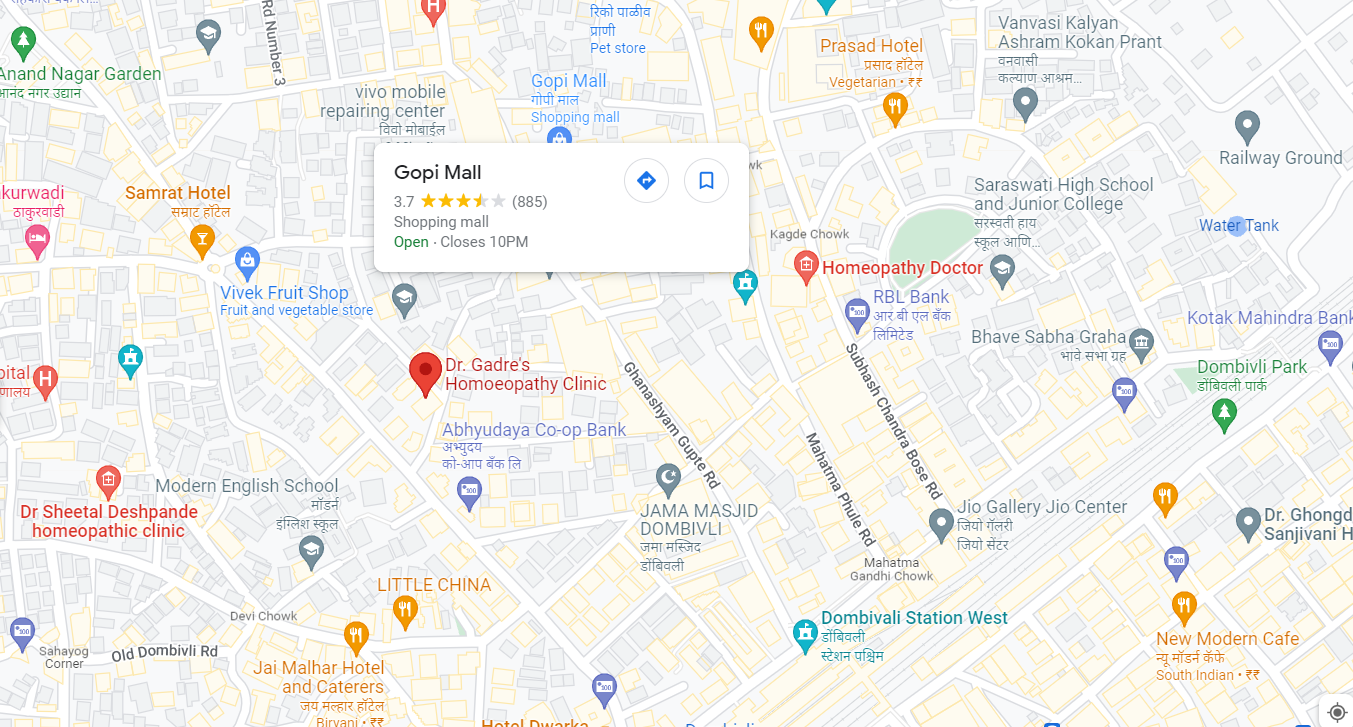 Rd Number 3
रिको पाळीव
प्राणी
Pet store
Prasad Hotel
प्रसाद हॉटेल
Vegetarian • ₹₹
Vanvasi Kalyan
Ashram Kokan Prant
वनवासी
कल्याण आश्रम...
Anand Nagar Garden
आनंद नगर उद्यान
vivo mobile
repairing center
विवो मोबाईल
Gopi Mall
गोपी माल
Shopping mall
Railway Ground
Gopi Mall
3.7 (885)
Shopping mall
Open · Closes 10PM
Samrat Hotel
सम्राट हॉटेल
akurwadi
ठाकुरवाडी
Saraswati High School
and Junior College
सरस्वती हाय
स्कूल आणि...
Water Tank
Kagde Chowk
Homeopathy Doctor
Vivek Fruit Shop
Fruit and vegetable store
RBL Bank
आर बी एल बँक
लिमिटेड
Kotak Mahindra Bank
Bhave Sabha Graha
भावे सभा ग्रह
Dombivli Park
डोंबिवली पार्क
Dr. Gadre's
Homoeopathy Clinic
Ghanashyam Gupte Rd
Subhash Chandra Bose Rd
Mahatma Phule Rd
Abhyudaya Co-op Bank
अभ्युदय
को-आप बँक लि
Modern English School
मॉडर्न
इंग्लिश स्कूल
Dr Sheetal Deshpande
homeopathic clinic
JAMA MASJID
DOMBIVLI
जमा मस्जिद
डोंबिवली
Jio Gallery Jio Center
जियो गॅलरी
जियो सेंटर
Dr. Ghongd
Sanjivani H
Mahatma
Gandhi Chowk
LITTLE CHINA
Devi Chowk
Dombivali Station West
डोंबिवली
स्टेशन पश्चिम
Sahayog
Corner
Old Dombivli Rd
New Modern Cafe
न्यू मॉडर्न कॅफे
South Indian • ₹₹
Jai Malhar Hotel
and Caterers
जय मल्हार हॉटेल
Biryani • ₹₹
Hotel Dwarka